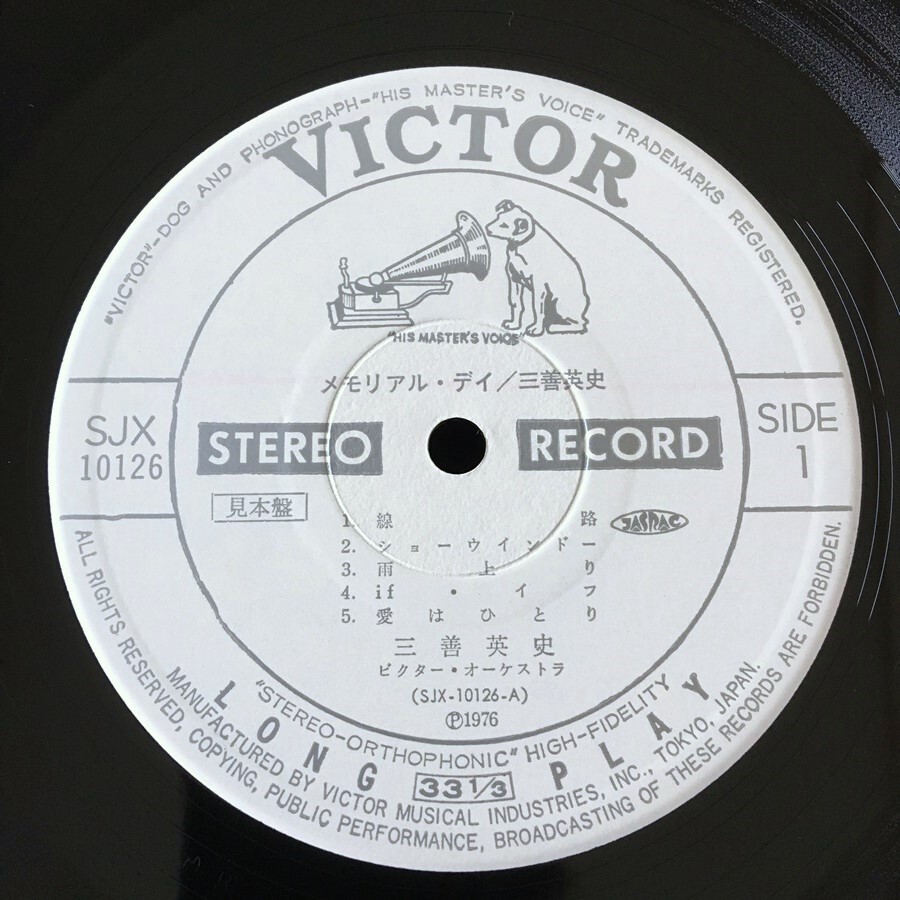 "VICTOR"-DOG AND PHONOGRAPH-"HIS MASTER'S VOICE" TRADEMARKS REGISTERED.
VICTOR
"HIS MASTER'S VOICE"
メモリアル・デイ/三善英史
SJX
10126
STEREO RECORD
SIDE
1
見本盤
JASRAC
1. 線路
2. ショーウインドー
3. 雨上り
4. if・イフ
5. 愛はひとり
三善英史
ビクター・オーケストラ
(SJX-10126-A)
Ⓟ1976
"STEREO-ORTHOPHONIC" HIGH-FIDELITY
LONG 33 1/3 PLAY
MANUFACTURED BY VICTOR MUSICAL INDUSTRIES, INC., TOKYO, JAPAN.
ALL RIGHTS RESERVED, COPYING, PUBLIC PERFORMANCE, BROADCASTING OF THESE RECORDS ARE FORBIDDEN.